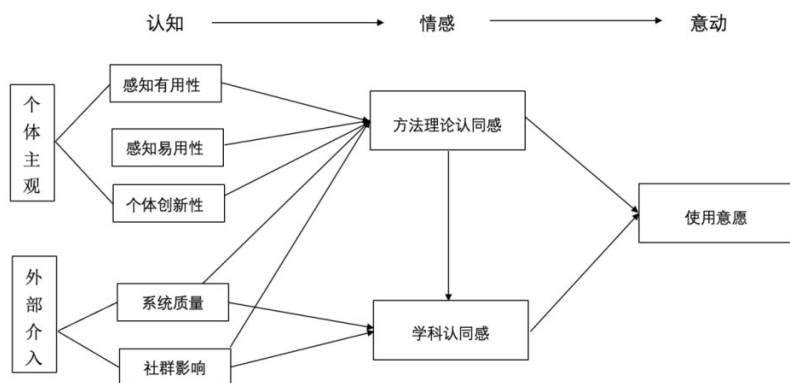 认知
情感
意动
个体主观
感知有用性
感知易用性
个体创新性
方法理论认同感
使用意愿
外部介入
系统质量
社群影响
学科认同感